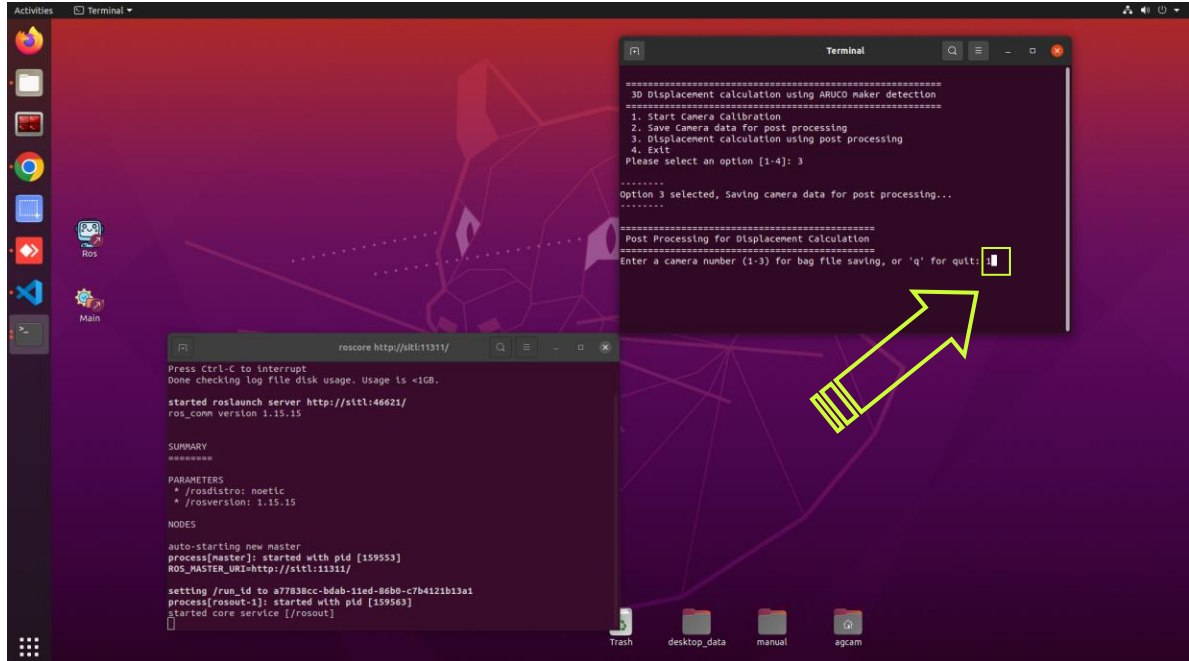 Activities
Terminal
Terminal
==========================================================
3D Displacement calculation using ARUCO maker detection
==========================================================
1. Start Camera Calibration
2. Save Camera data for post processing
3. Displacement calculation using post processing
4. Exit
Please select an option [1-4]: 3
--------
Option 3 selected, Saving camera data for post processing...
--------
===============================================
Post Processing for Displacement Calculation
===============================================
Enter a camera number (1-3) for bag file saving, or 'q' for quit: 1
Ros
Main
roscore http://sitl:11311/
Press Ctrl-C to interrupt
Done checking log file disk usage. Usage is <1GB.
started roslaunch server http://sitl:46621/
ros_comm version 1.15.15
SUMMARY
========
PARAMETERS
* /rosdistro: noetic
* /rosversion: 1.15.15
NODES
auto-starting new master
process[master]: started with pid [159553]
ROS_MASTER_URI=http://sitl:11311/
setting /run_id to a77838cc-bdab-11ed-86b0-c7b4121b13a1
process[rosout-1]: started with pid [159563]
started core service [/rosout]
Trash
desktop_data
manual
agcam